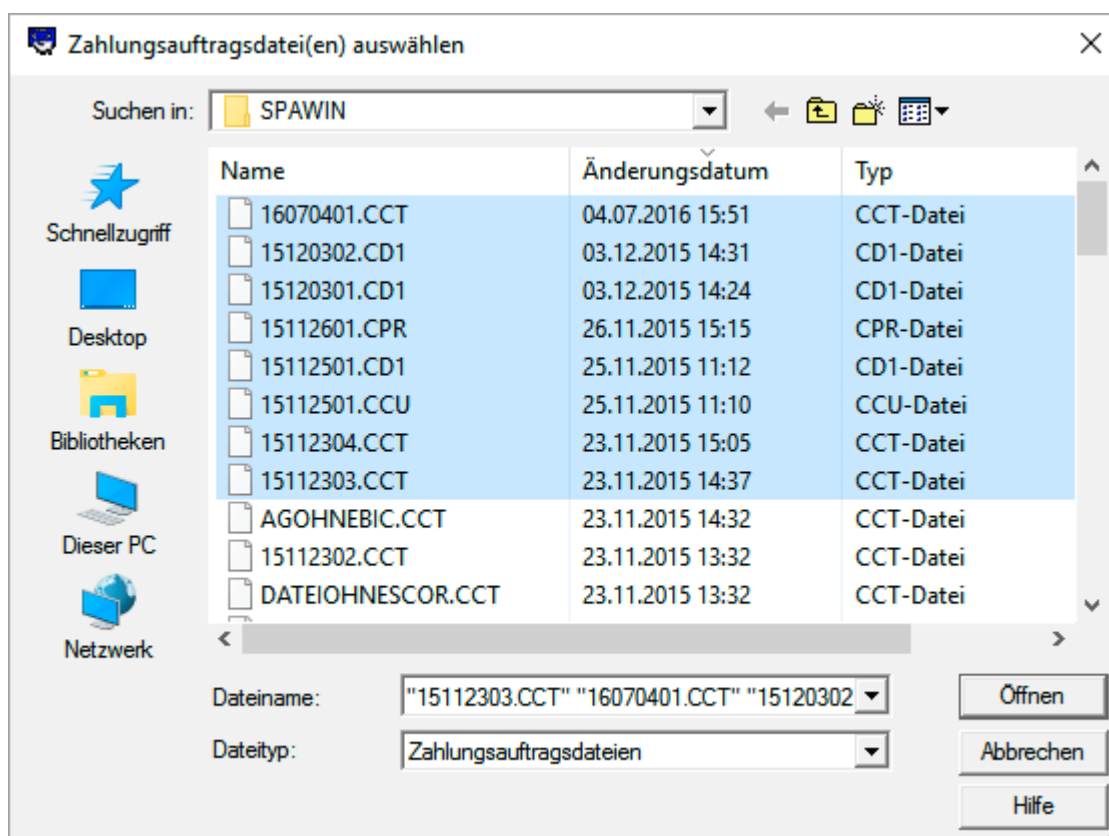 Zahlungsauftragsdatei(en) auswählen
Suchen in: SPAWIN
Name Änderungsdatum Typ
16070401.CCT 04.07.2016 15:51 CCT-Datei
15120302.CD1 03.12.2015 14:31 CD1-Datei
15120301.CD1 03.12.2015 14:24 CD1-Datei
15112601.CPR 26.11.2015 15:15 CPR-Datei
15112501.CD1 25.11.2015 11:12 CD1-Datei
15112501.CCU 25.11.2015 11:10 CCU-Datei
15112304.CCT 23.11.2015 15:05 CCT-Datei
15112303.CCT 23.11.2015 14:37 CCT-Datei
AGOHNEBIC.CCT 23.11.2015 14:32 CCT-Datei
15112302.CCT 23.11.2015 13:32 CCT-Datei
DATEIOHNESCOR.CCT 23.11.2015 13:32 CCT-Datei
Schnellzugriff
Desktop
Bibliotheken
Dieser PC
Netzwerk
Dateiname: "15112303.CCT" "16070401.CCT" "15120302 Öffnen
Dateityp: Zahlungsauftragsdateien Abbrechen
Hilfe